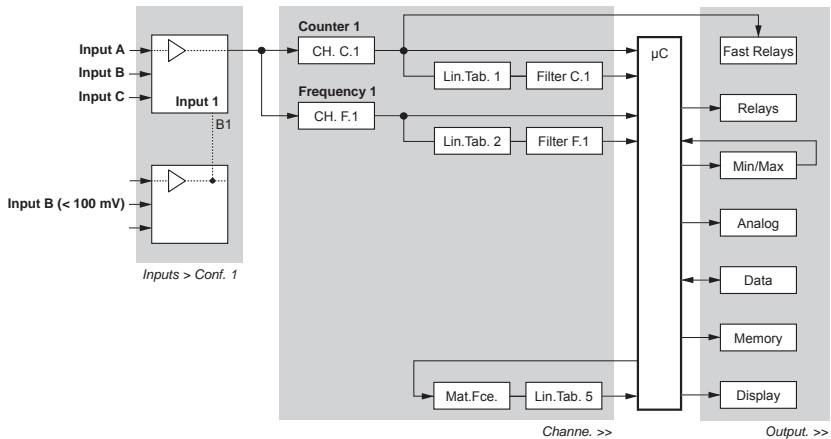 Counter 1
Input A
CH. C.1
µC
Fast Relays
Input B
Lin.Tab. 1
Filter C.1
Input C
Input 1
Frequency 1
CH. F.1
Relays
B1
Lin.Tab. 2
Filter F.1
Min/Max
Input B (< 100 mV)
Analog
Inputs > Conf. 1
Data
Memory
Mat.Fce.
Lin.Tab. 5
Display
Channe. >>
Output. >>